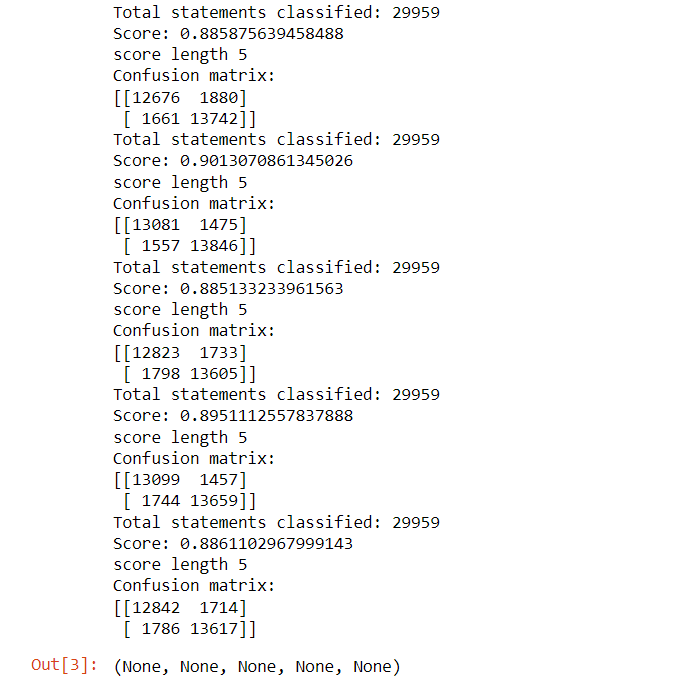 Total statements classified: 29959
Score: 0.885875639458488
score length 5
Confusion matrix:
[[12676  1880]
 [ 1661 13742]]
Total statements classified: 29959
Score: 0.9013070861345026
score length 5
Confusion matrix:
[[13081  1475]
 [ 1557 13846]]
Total statements classified: 29959
Score: 0.885133233961563
score length 5
Confusion matrix:
[[12823  1733]
 [ 1798 13605]]
Total statements classified: 29959
Score: 0.8951112557837888
score length 5
Confusion matrix:
[[13099  1457]
 [ 1744 13659]]
Total statements classified: 29959
Score: 0.8861102967999143
score length 5
Confusion matrix:
[[12842  1714]
 [ 1786 13617]]
Out[3]: (None, None, None, None, None)